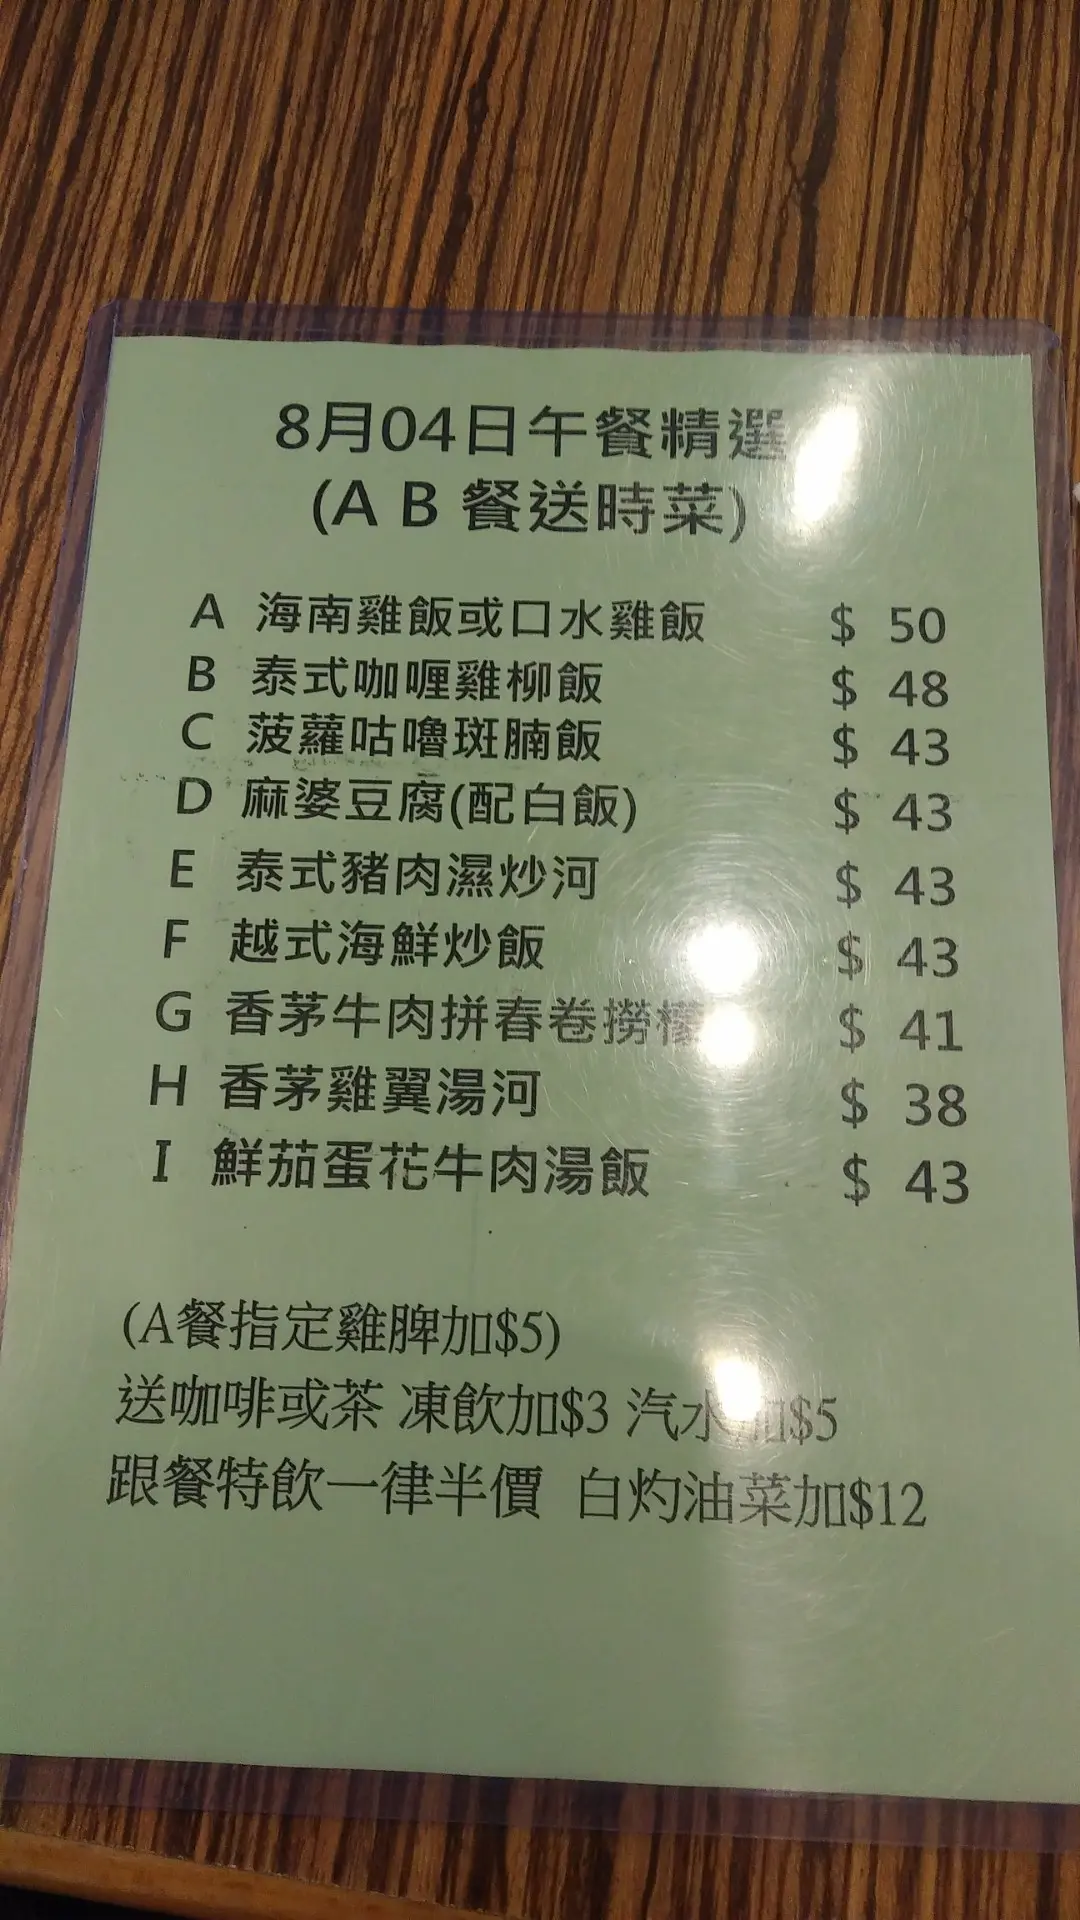 8月04日午餐精選
(A B 餐送時菜)
A 海南雞飯或口水雞飯 $ 50
B 泰式咖喱雞柳飯 $ 48
C 菠蘿咕嚕斑腩飯 $ 43
D 麻婆豆腐(配白飯) $ 43
E 泰式豬肉濕炒河 $ 43
F 越式海鮮炒飯 $ 43
G 香茅牛肉拼春卷撈檬 $ 41
H 香茅雞翼湯河 $ 38
I 鮮茄蛋花牛肉湯飯 $ 43
(A餐指定雞脾加$5)
送咖啡或茶 凍飲加$3 汽水加$5
跟餐特飲一律半價 白灼油菜加$12